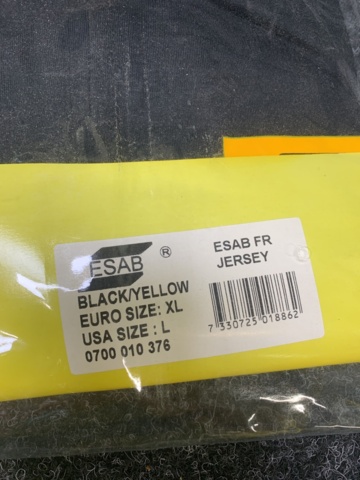 ESAB ®
ESAB FR
JERSEY
BLACK/YELLOW
EURO SIZE: XL
USA SIZE : L
0700 010 376
7 330725 018862